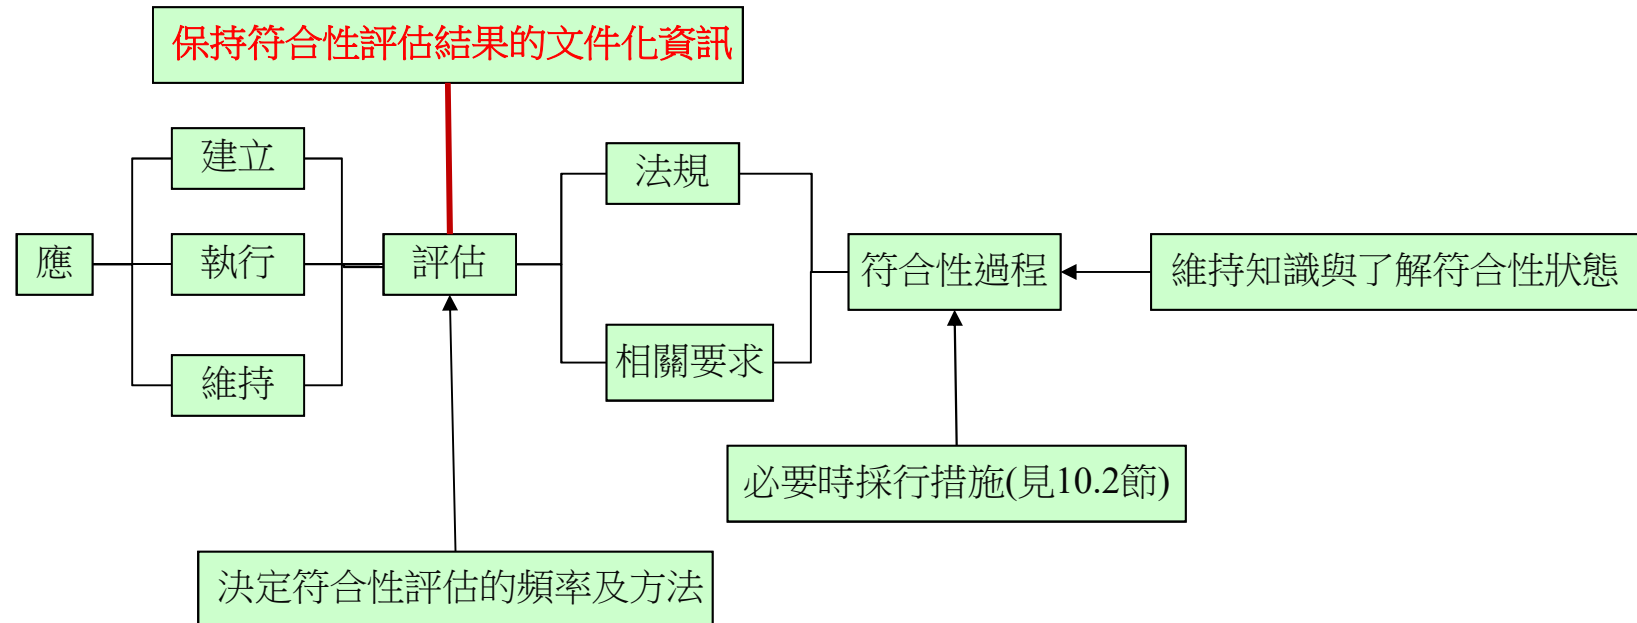 保持符合性評估結果的文件化資訊
建立
法規
應
執行
評估
符合性過程
維持知識與了解符合性狀態
維持
相關要求
必要時採行措施(見10.2節)
決定符合性評估的頻率及方法